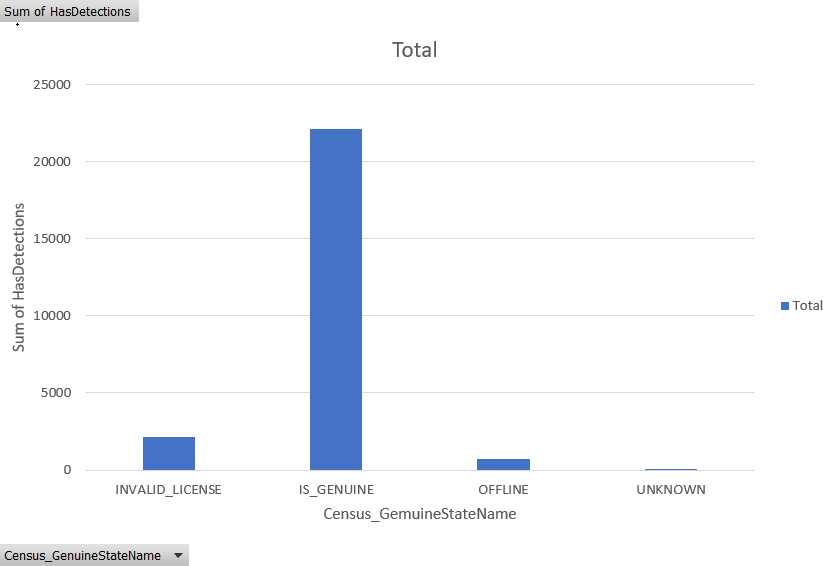 Sum of HasDetections
Total
25000
20000
15000
10000
5000
0
Sum of HasDetections
INVALID_LICENSE IS_GENUINE OFFLINE UNKNOWN
Census_GemuineStateName
Total
Census_GenuineStateName